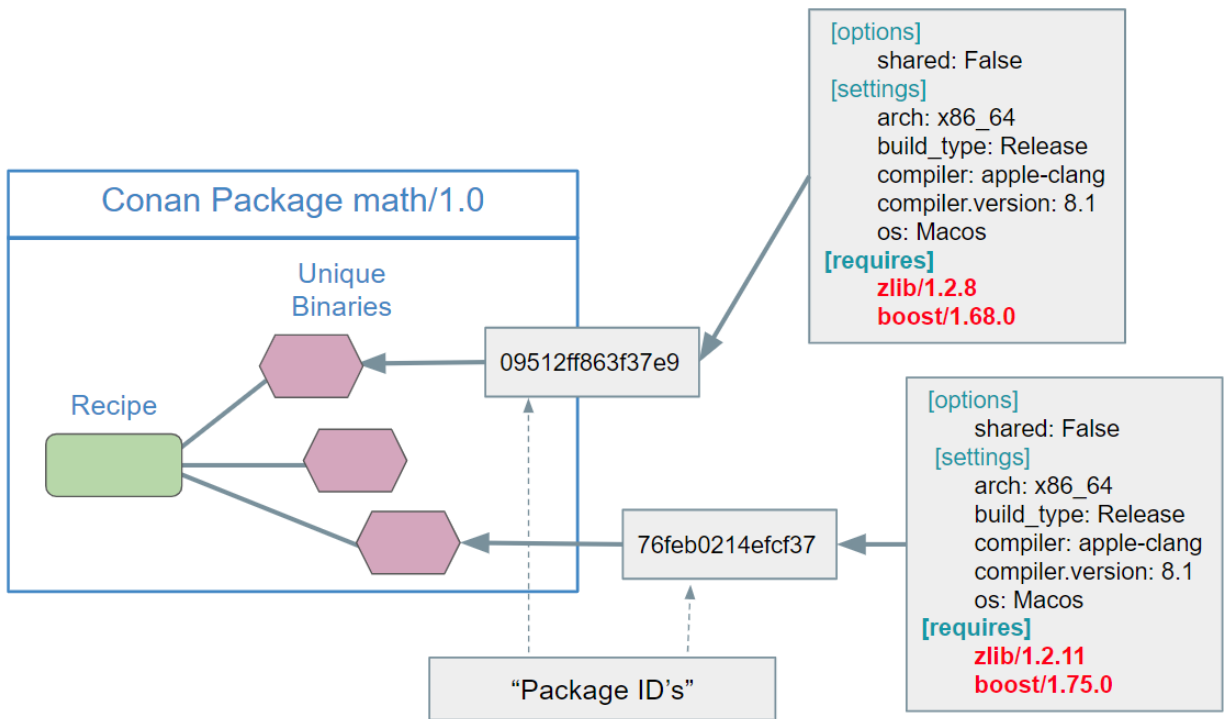 [options]
shared: False
[settings]
arch: x86_64
build_type: Release
compiler: apple-clang
compiler.version: 8.1
os: Macos
[requires]
zlib/1.2.8
boost/1.68.0
Conan Package math/1.0
Unique
Binaries
09512ff863f37e9
Recipe
[options]
shared: False
[settings]
arch: x86_64
build_type: Release
compiler: apple-clang
compiler.version: 8.1
os: Macos
[requires]
zlib/1.2.11
boost/1.75.0
76feb0214efcf37
“Package ID’s”